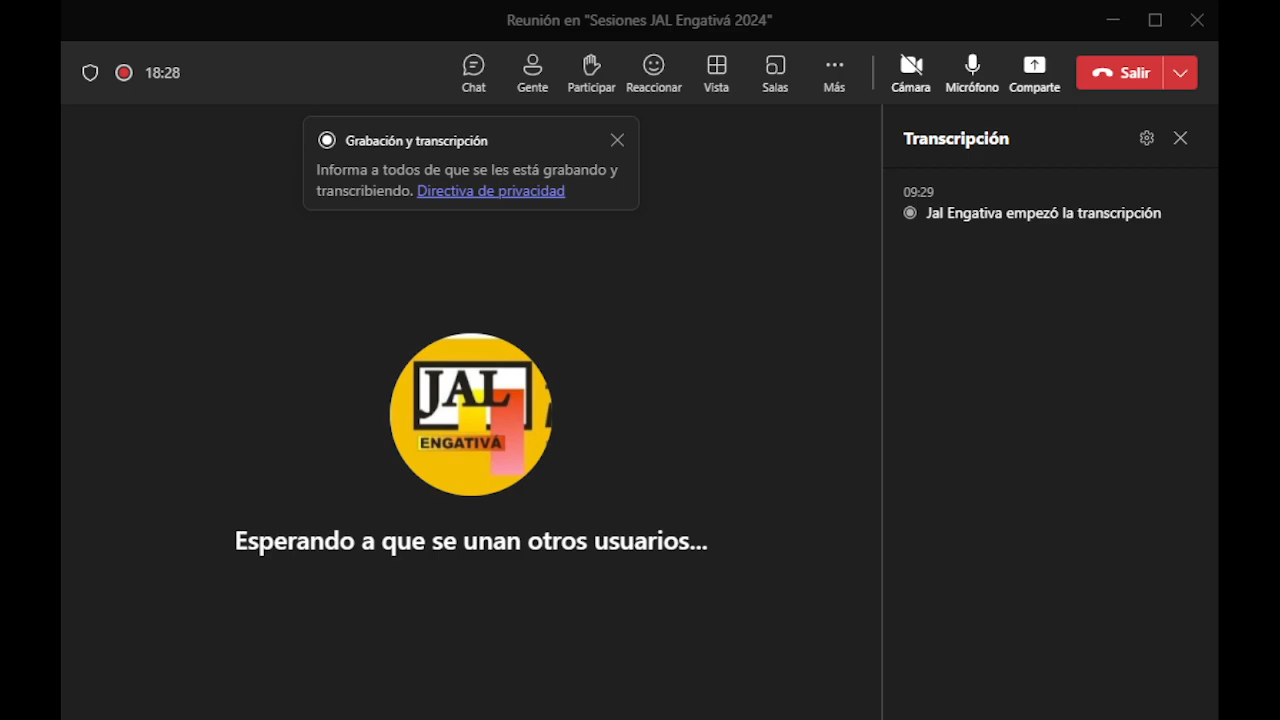 Reunión en "Sesiones JAL Engativá 2024"
18:28
Chat
Gente
Participar
Reaccionar
Vista
Salas
Más
Cámara
Micrófono
Comparte
Salir
Grabación y transcripción
Informa a todos de que se les está grabando y
transcribiendo. Directiva de privacidad
Transcripción
09:29
Jal Engativa empezó la transcripción
JAL
ENGATIVÁ
Esperando a que se unan otros usuarios...